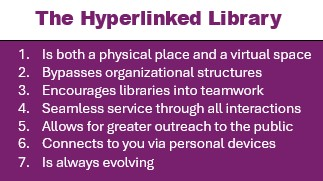 The Hyperlinked Library
1. Is both a physical place and a virtual space
2. Bypasses organizational structures
3. Encourages libraries into teamwork
4. Seamless service through all interactions
5. Allows for greater outreach to the public
6. Connects to you via personal devices
7. Is always evolving